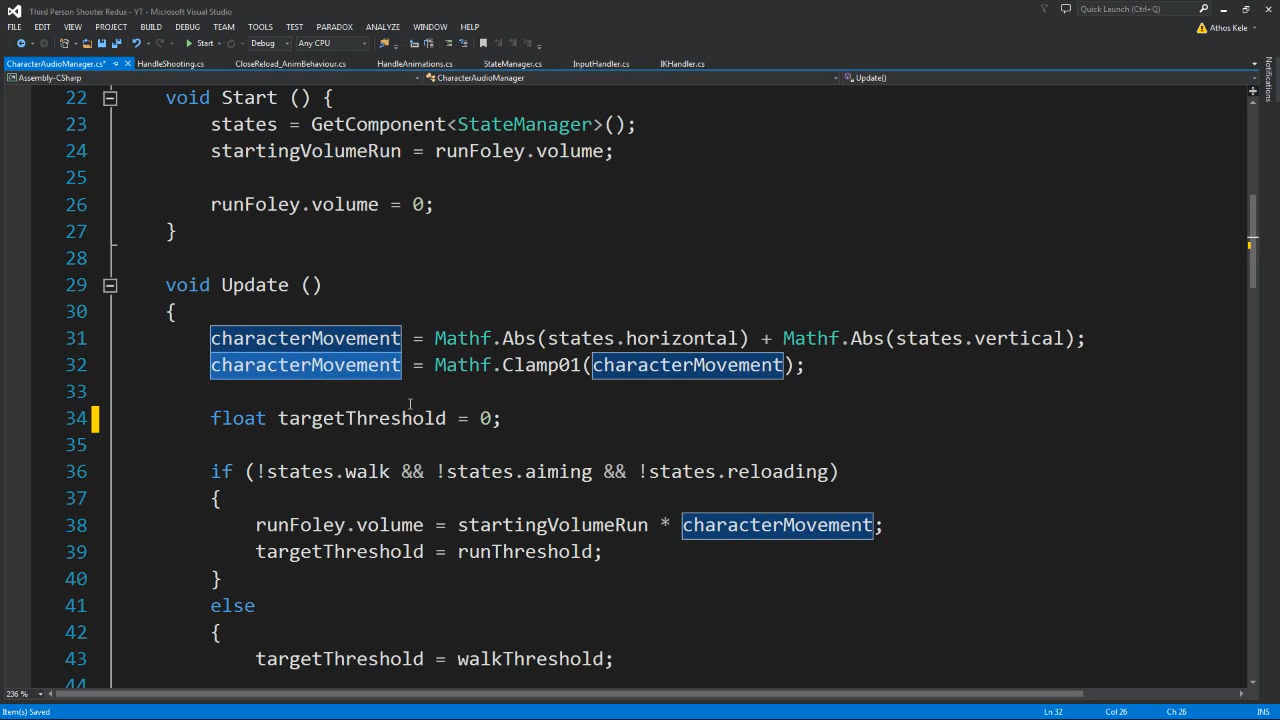 Third Person Shooter Redux - YT - Microsoft Visual Studio
Quick Launch (Ctrl+Q)
FILE EDIT VIEW PROJECT BUILD DEBUG TEAM TOOLS TEST PARADOX ANALYZE WINDOW HELP
Athos Kele
Start Debug Any CPU
CharacterAudioManager.cs* HandleShooting.cs CloseReload_AnimBehaviour.cs HandleAnimations.cs StateManager.cs InputHandler.cs IKHandler.cs
Assembly-CSharp CharacterAudioManager Update()
Notifications
22 void Start () {
23 states = GetComponent<StateManager>();
24 startingVolumeRun = runFoley.volume;
25
26 runFoley.volume = 0;
27 }
28
29 void Update ()
30 {
31 characterMovement = Mathf.Abs(states.horizontal) + Mathf.Abs(states.vertical);
32 characterMovement = Mathf.Clamp01(characterMovement);
33
34 float targetThreshold = 0;
35
36 if (!states.walk && !states.aiming && !states.reloading)
37 {
38 runFoley.volume = startingVolumeRun * characterMovement;
39 targetThreshold = runThreshold;
40 }
41 else
42 {
43 targetThreshold = walkThreshold;
44
236 %
Item(s) Saved Ln 32 Col 26 Ch 26 INS